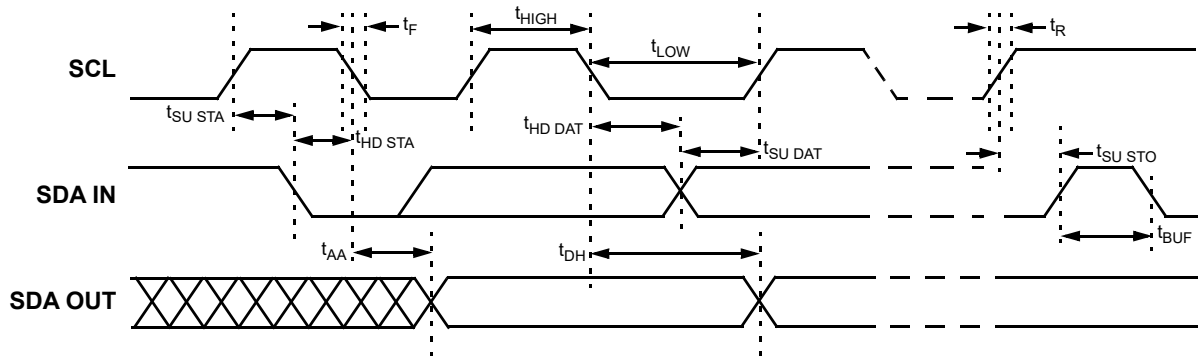 tHIGH
tF
tR
tLOW
SCL
tSU STA
tHD STA
tHD DAT
tSU DAT
tSU STO
SDA IN
tAA
tDH
tBUF
SDA OUT